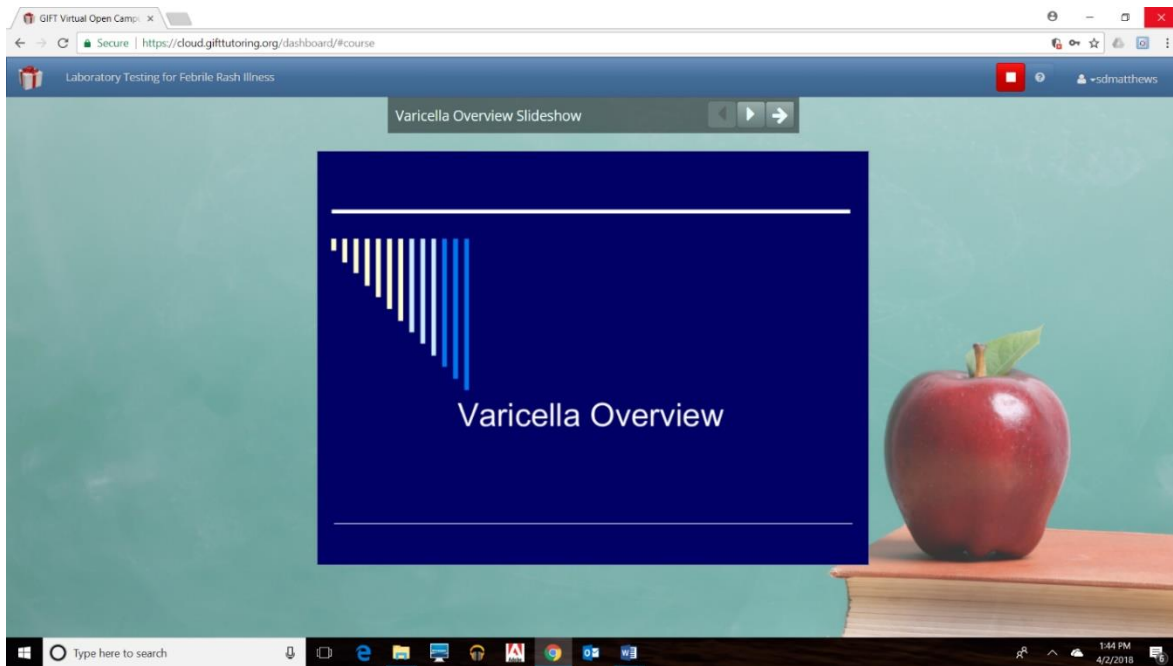 GIFT Virtual Open Camp
Secure | https://cloud.gifttutoring.org/dashboard/#course
Laboratory Testing for Febrile Rash Illness
sdmatthews
Varicella Overview Slideshow
Varicella Overview
Type here to search
1:44 PM
4/2/2018